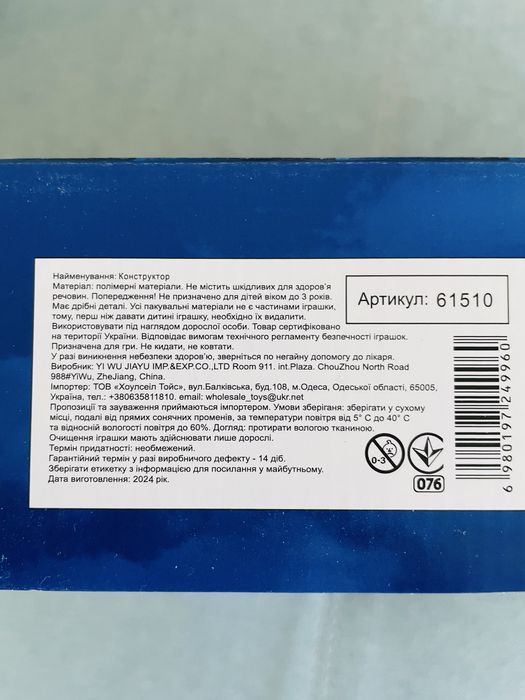 Найменування: Конструктор
Матеріал: полімерні матеріали. Не містить шкідливих для здоров'я
речовин. Попередження! Не призначено для дітей віком до 3 років.
Має дрібні деталі. Усі пакувальні матеріали не є частинами іграшки,
тому, перш ніж давати дитині іграшку, необхідно їх видалити.
Використовувати під наглядом дорослої особи. Товар сертифіковано
на території України. Відповідає вимогам технічного регламенту безпечності іграшок.
Призначена для гри. Не кидати, не ковтати.
У разі виникнення небезпеки здоров'ю, зверніться по негайну допомогу до лікаря.
Виробник: YI WU JIAYU IMP.&EXP.CO.,LTD Room 911. int.Plaza. ChouZhou North Road
988#YiWu, ZheJiang, China.
Імпортер: ТОВ «Хоулсейл Тойс», вул.Балківська, буд.108, м.Одеса, Одеської області, 65005,
Україна, тел.: +380635811810. email: wholesale_toys@ukr.net
Пропозиції та зауваження приймаються імпортером. Умови зберігання: зберігати у сухому
місці, подалі від прямих сонячних променів, за температури повітря від 5° С до 40° С
та відносній вологості повітря до 60%. Догляд: протирати вологою тканиною.
Очищення іграшки мають здійснювати лише дорослі.
Термін придатності: необмежений.
Гарантійний термін у разі виробничого дефекту - 14 діб.
Зберігати етикетку з інформацією для посилання у майбутньому.
Дата виготовлення: 2024 рік.
Артикул: 61510
0-3
076
6980197249960